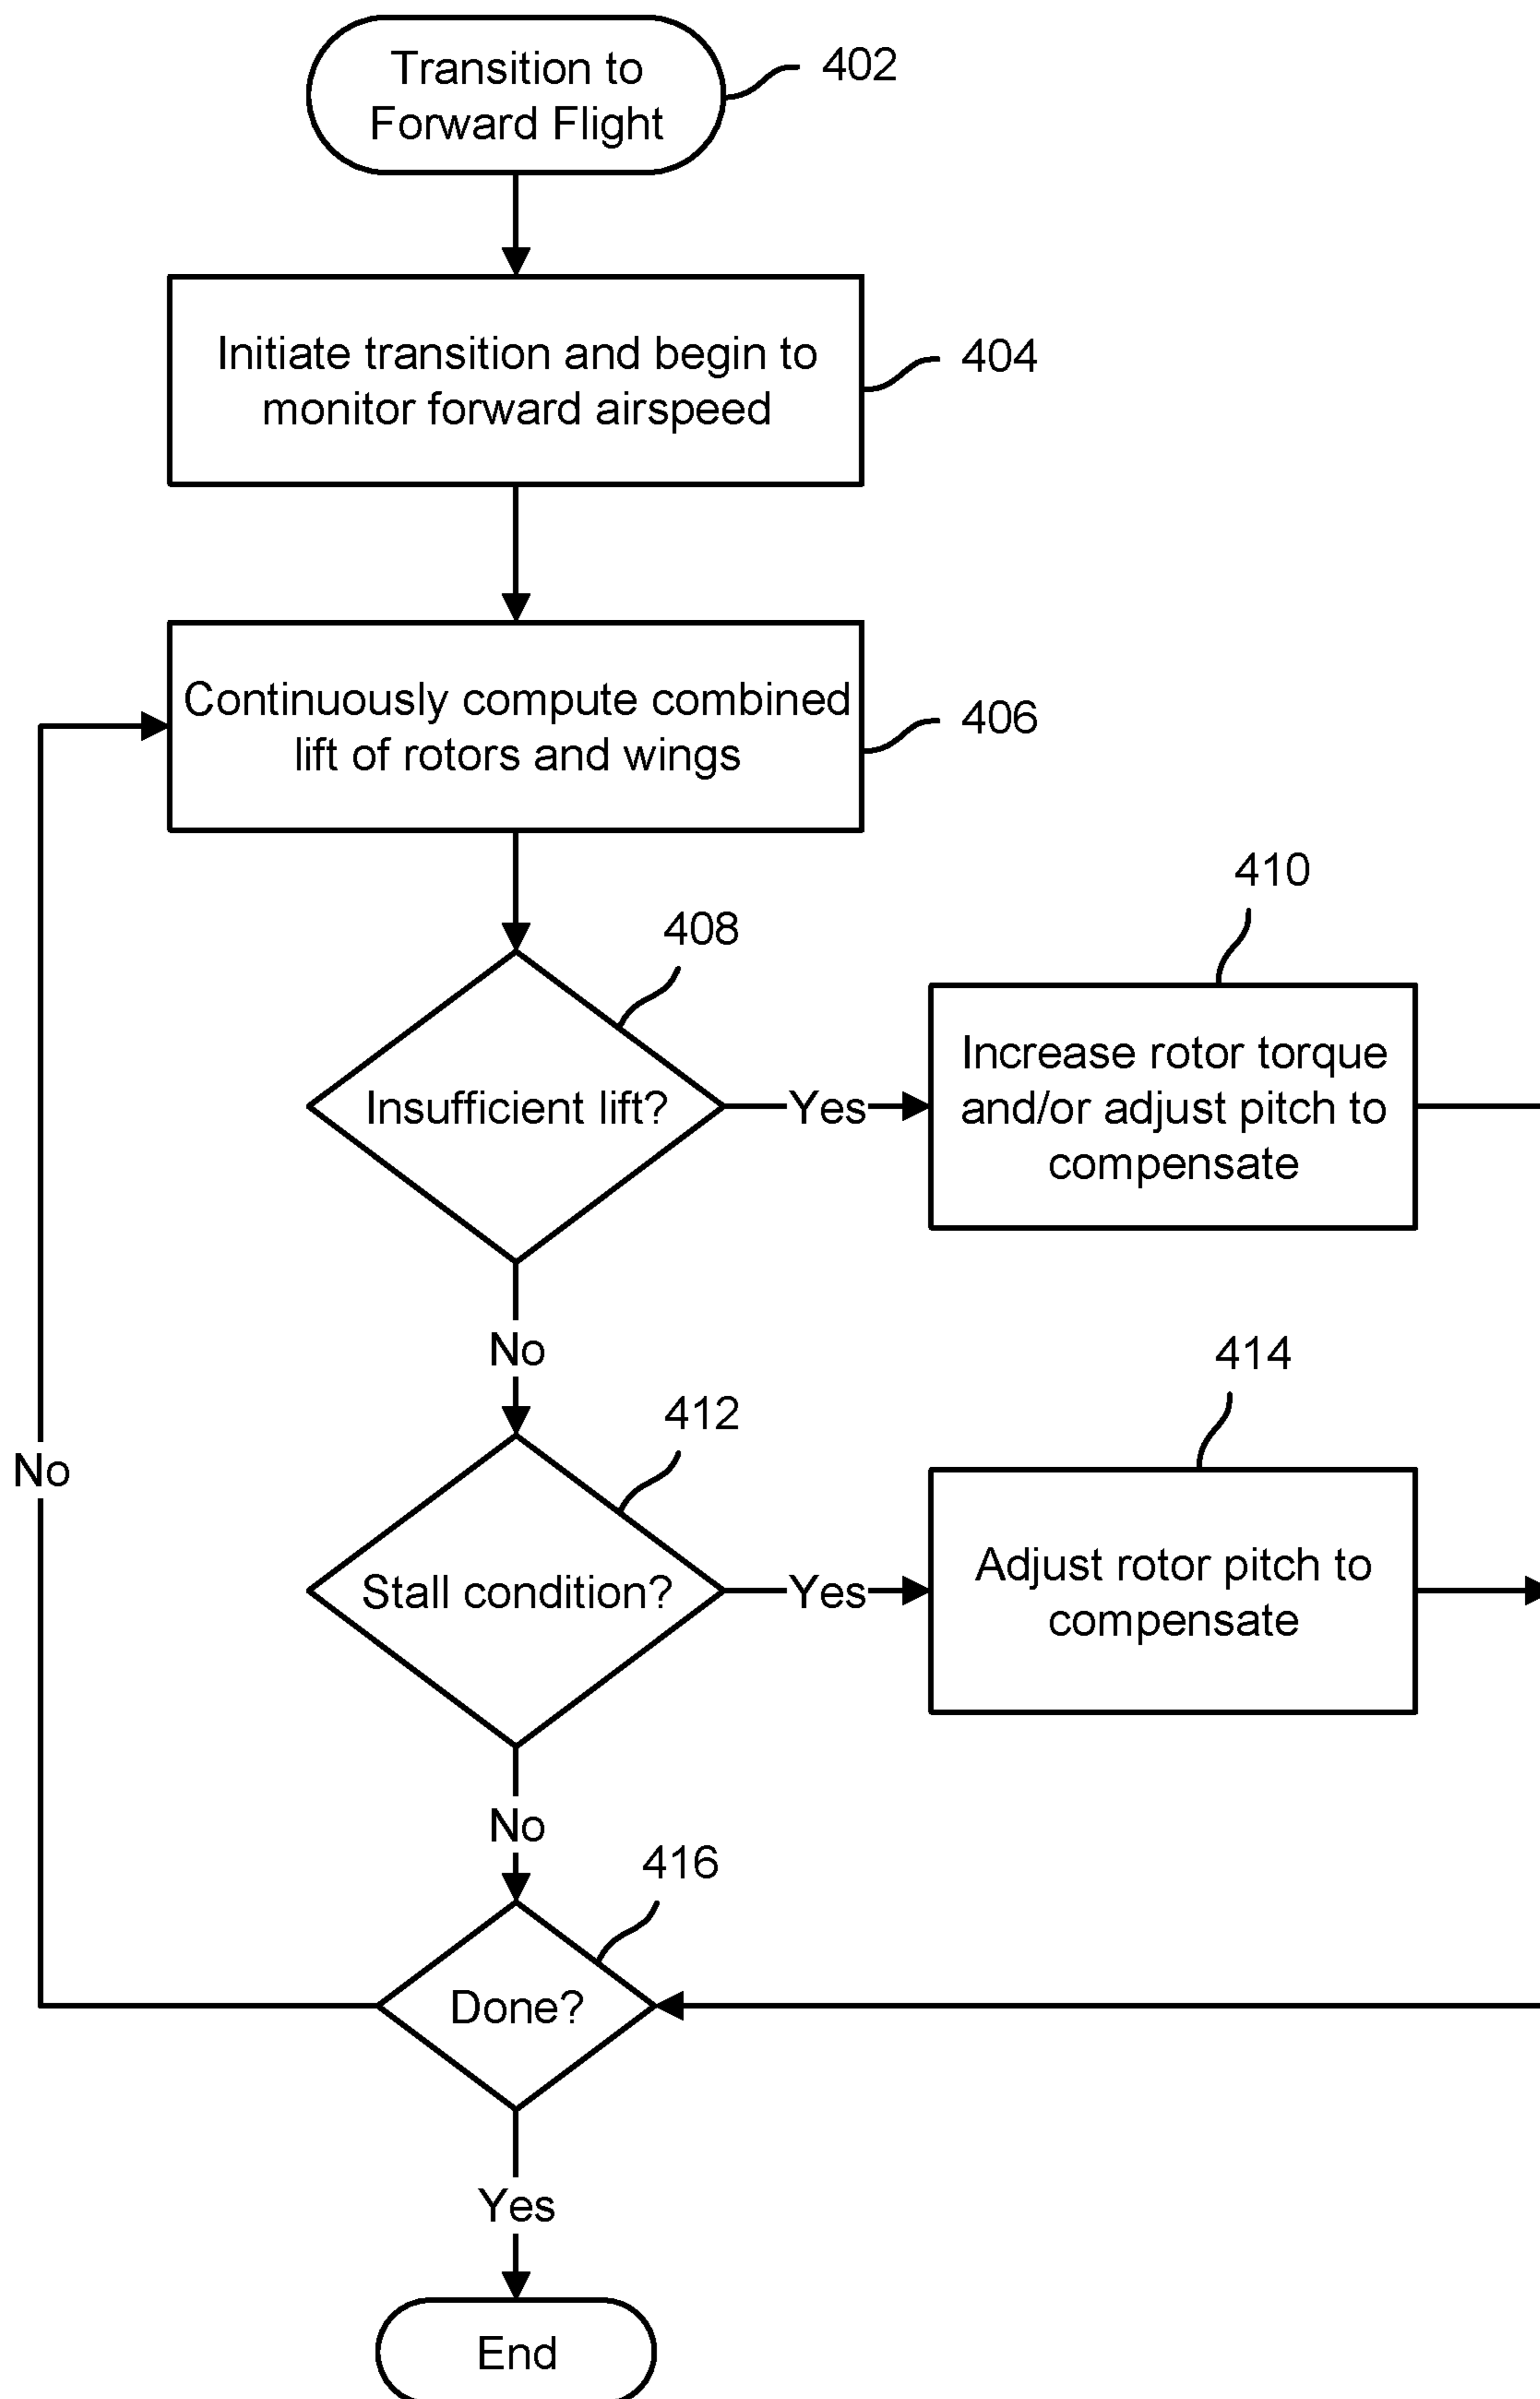 Transition to
Forward Flight
402
Initiate transition and begin to
monitor forward airspeed
404
Continuously compute combined
lift of rotors and wings
406
408
410
Insufficient lift?
Yes
Increase rotor torque
and/or adjust pitch to
compensate
No
412
414
No
Stall condition?
Yes
Adjust rotor pitch to
compensate
No
416
Done?
Yes
End